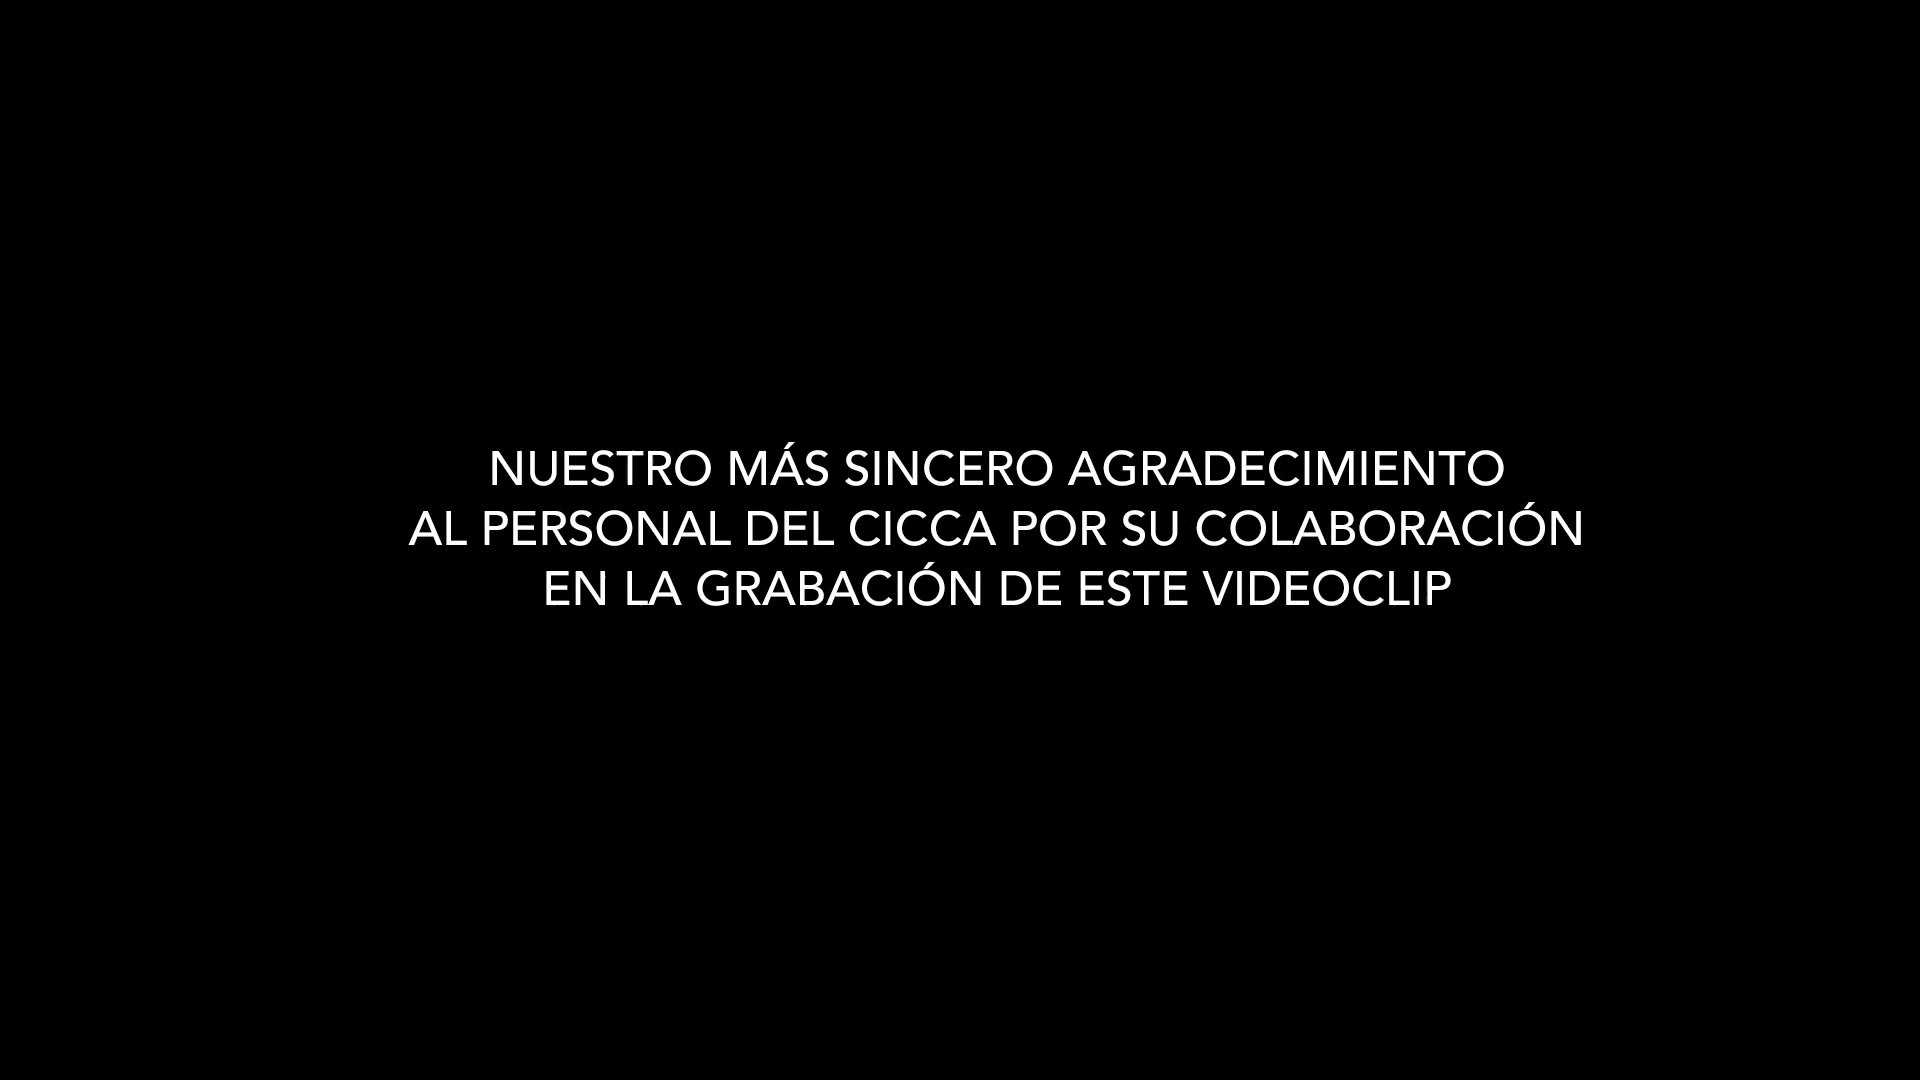 NUESTRO MÁS SINCERO AGRADECIMIENTO
AL PERSONAL DEL CICCA POR SU COLABORACIÓN
EN LA GRABACIÓN DE ESTE VIDEOCLIP